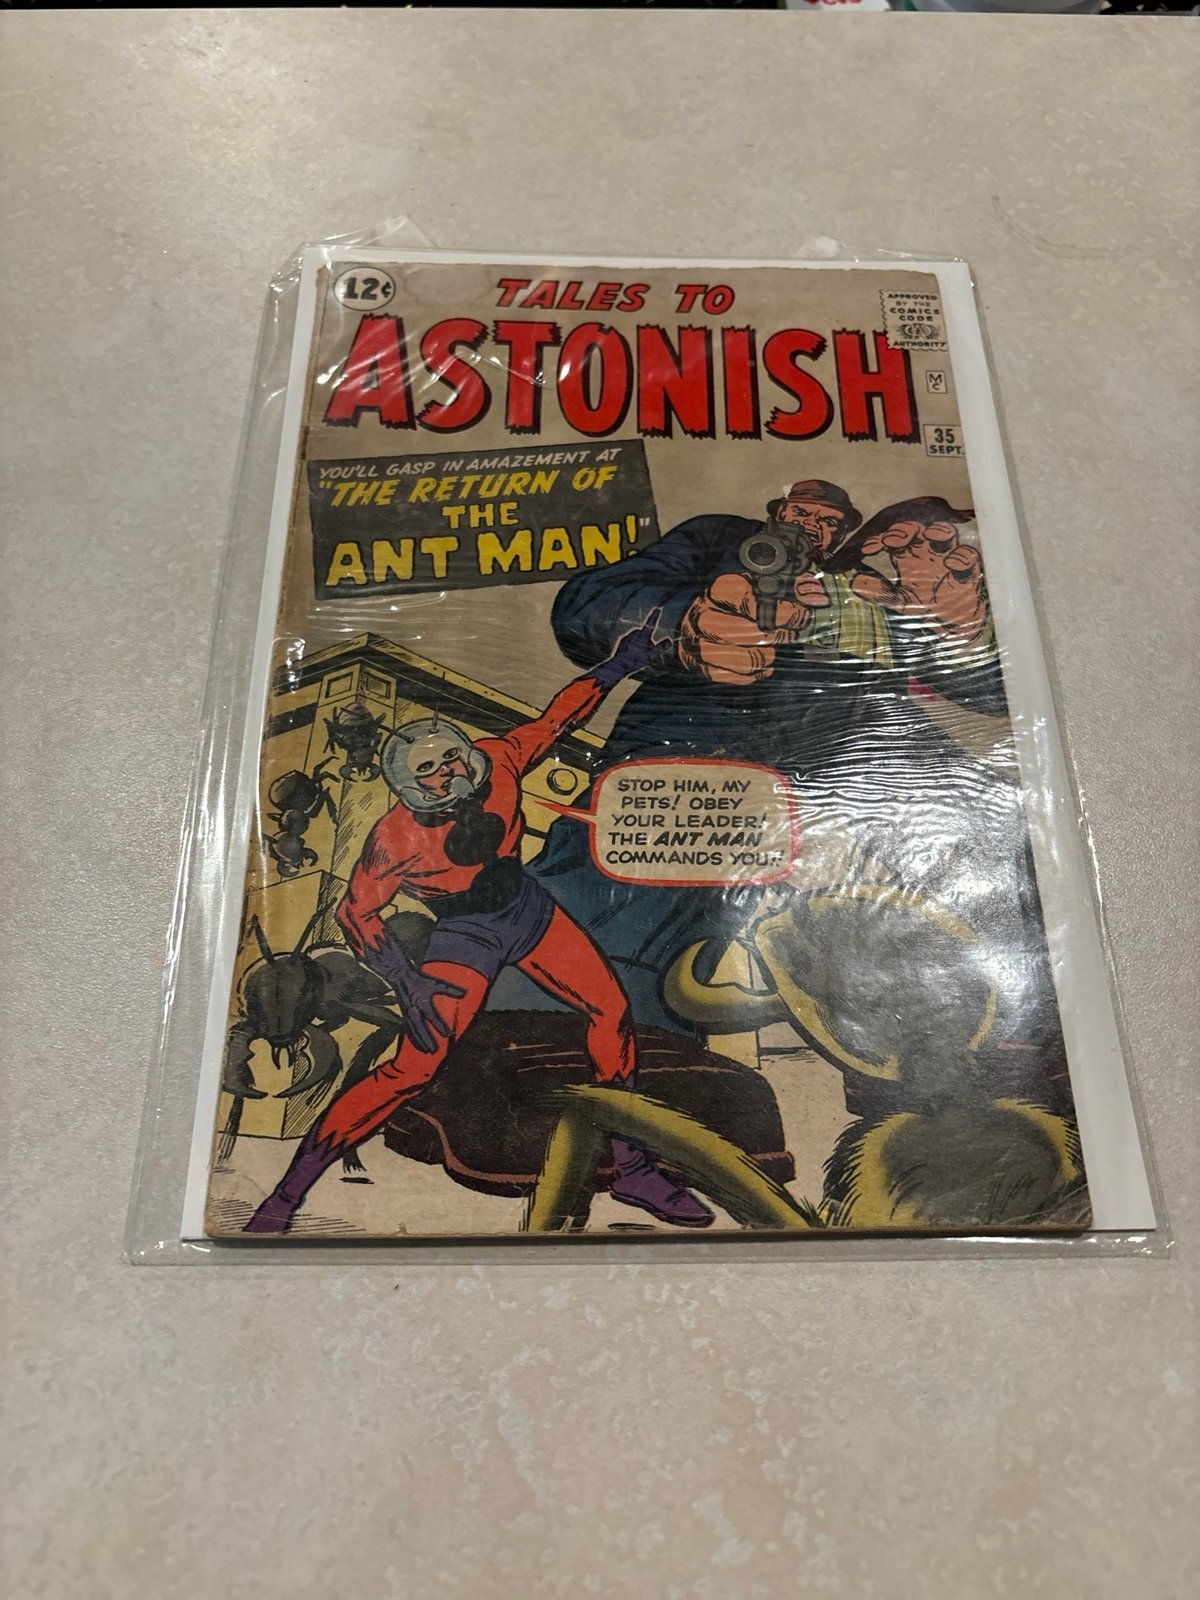 12¢
TALES TO
ASTONISH
APPROVED
BY THE
COMICS
CODE
CA
AUTHORITY
M
C
35
SEPT.
YOU'LL GASP IN AMAZEMENT AT
"THE RETURN OF
THE
ANT MAN!"
STOP HIM, MY
PETS! OBEY
YOUR LEADER!
THE ANT MAN
COMMANDS YOU!!